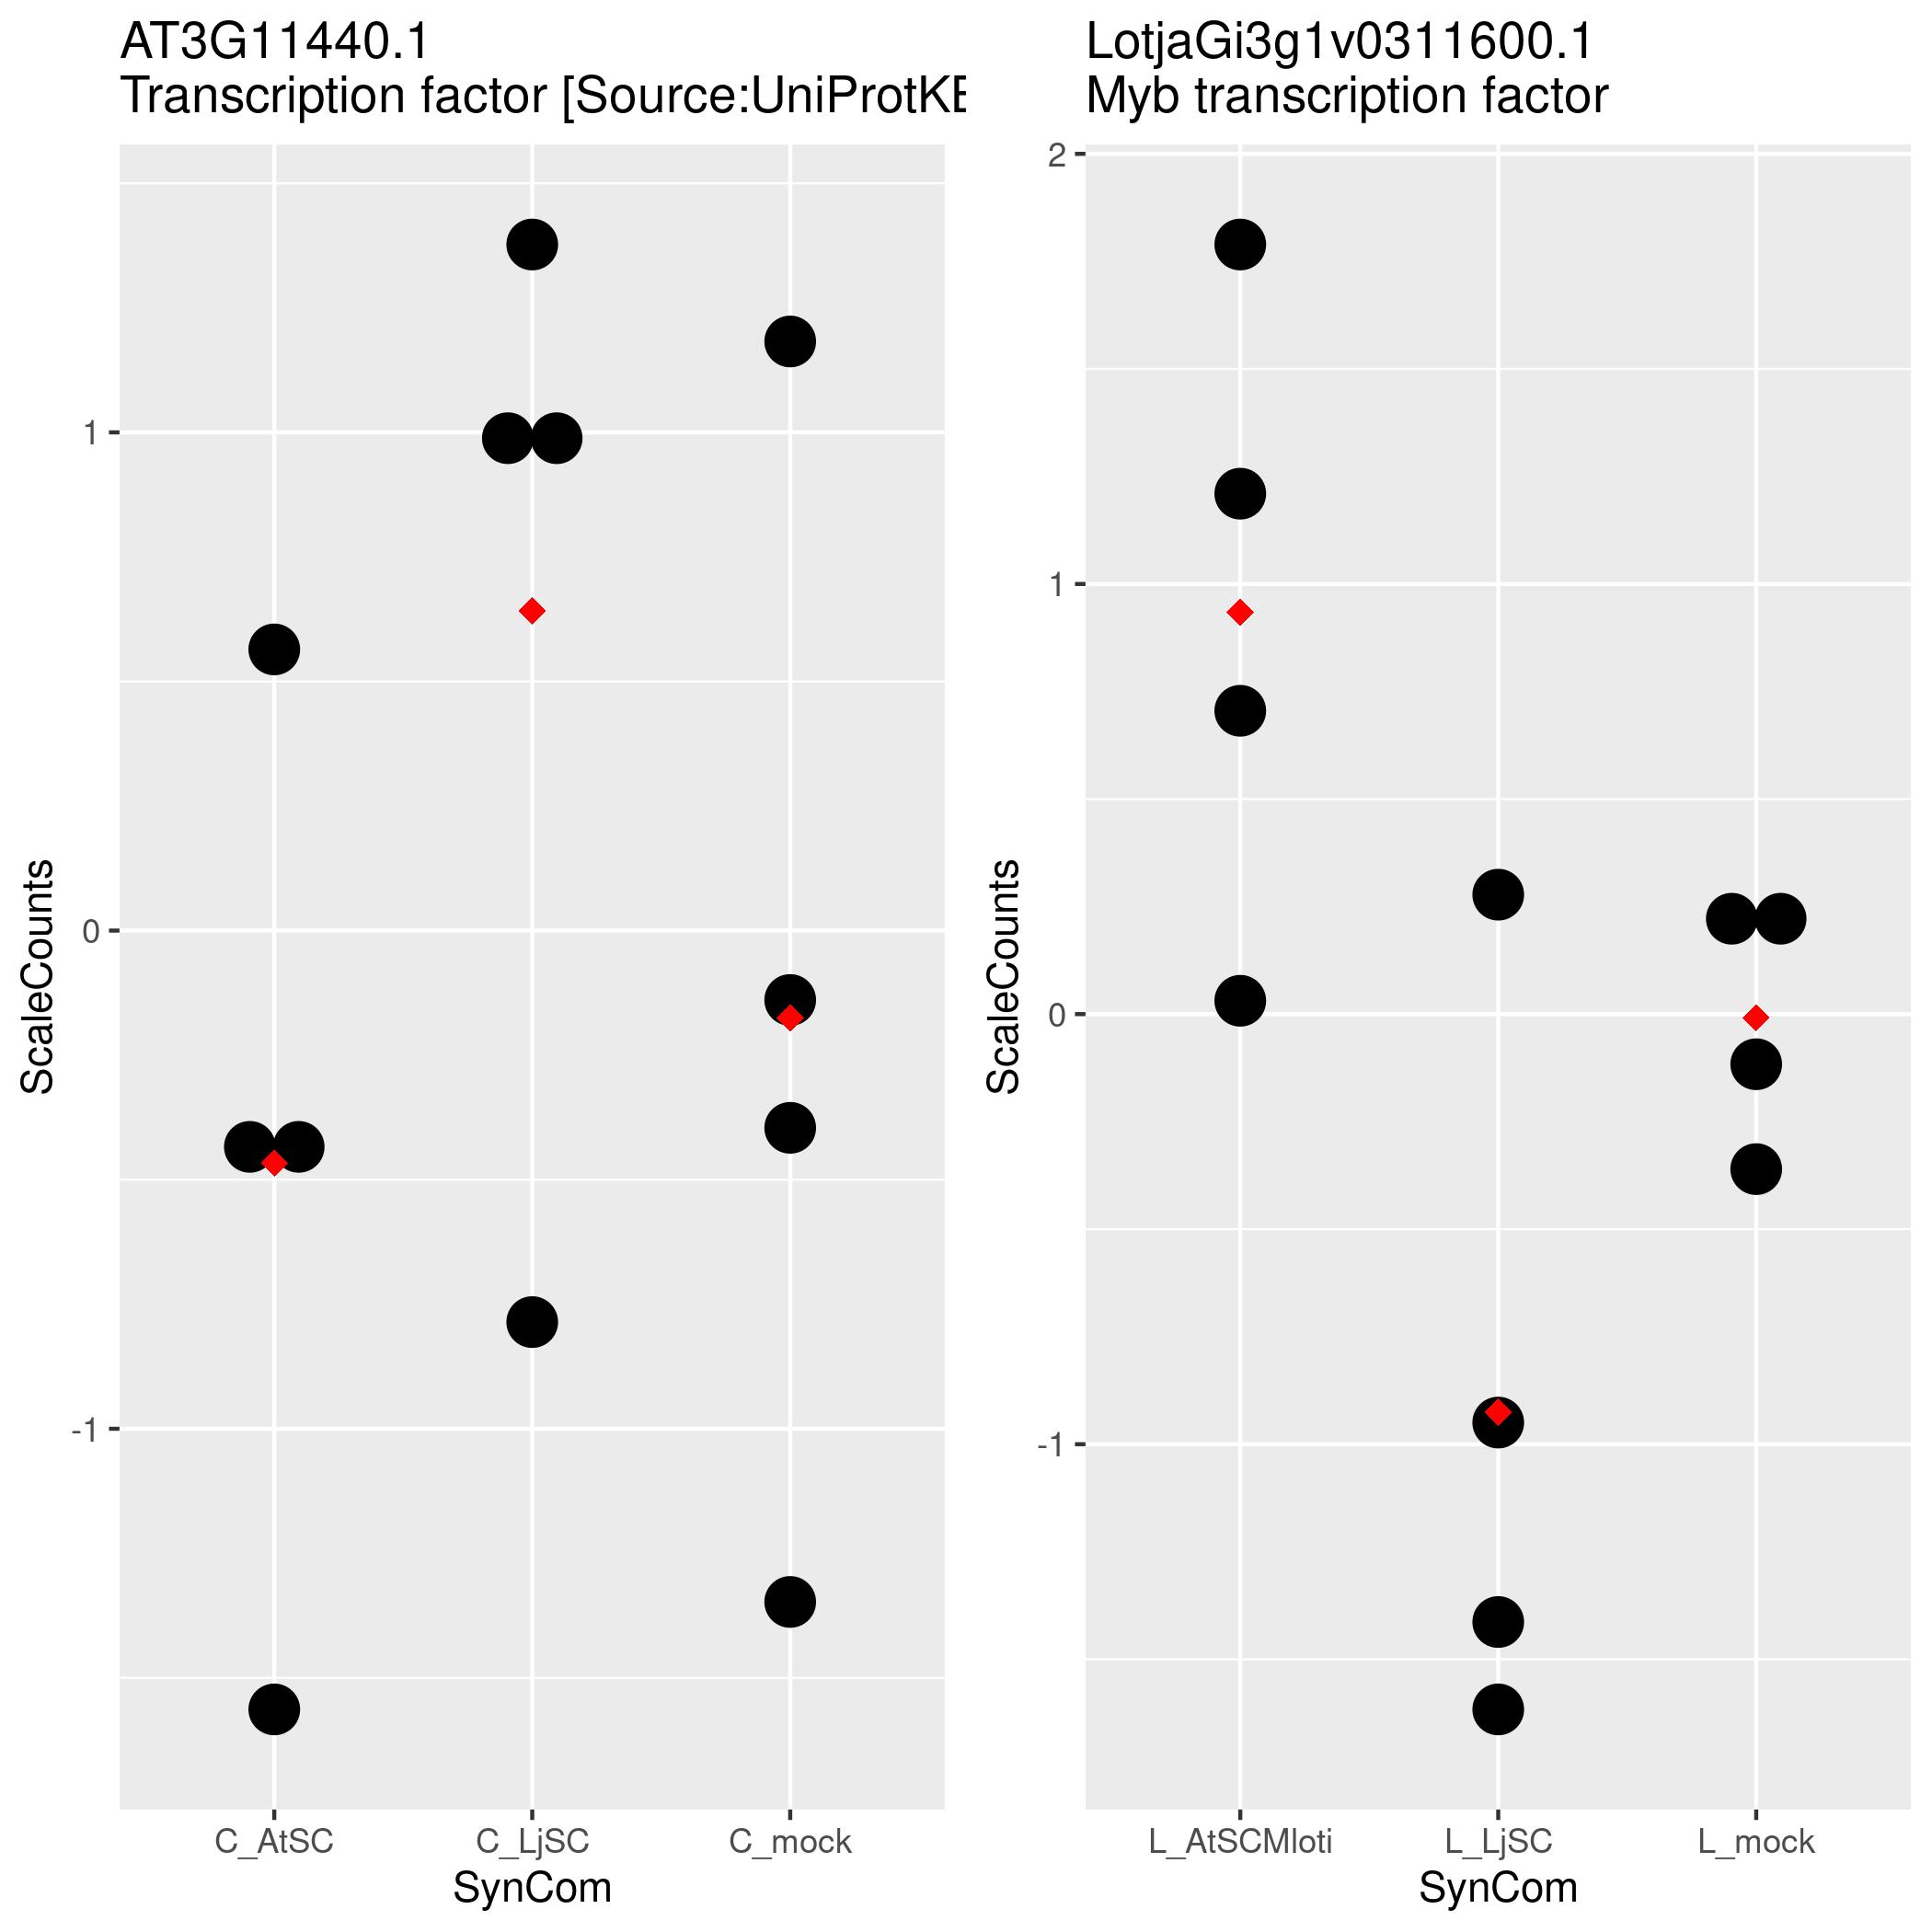 AT3G11440.1
Transcription factor [Source:UniProtKE
ScaleCounts
1
0
-1
C_AtSC
C_LjSC
C_mock
SynCom
LotjaGi3g1v0311600.1
Myb transcription factor
ScaleCounts
2
1
0
-1
L_AtSCMloti
L_LjSC
L_mock
SynCom